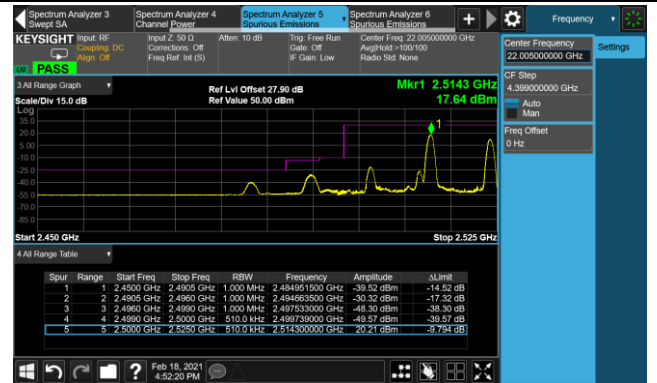 Spectrum Analyzer 3
Swept SA
Spectrum Analyzer 4
Channel Power
Spectrum Analyzer 5
Spurious Emissions
Spectrum Analyzer 6
Spurious Emissions
+
Frequency
KEYSIGHT
Input: RF
Coupling: DC
Align: Off
Input Z: 50 Ω
Corrections: Off
Freq Ref: Int (S)
Atten: 10 dB
Trig: Free Run
Gate: Off
IF Gain: Low
Center Freq: 22.005000000 GHz
Avg|Hold:>100/100
Radio Std: None
PASS
Center Frequency
22.005000000 GHz
Settings
CF Step
4.399000000 GHz
Auto
Man
Freq Offset
0 Hz
3 All Range Graph
Scale/Div 15.0 dB
Ref Lvl Offset 27.90 dB
Ref Value 50.00 dBm
Mkr1 2.5143 GHz
17.64 dBm
Log
35.0
20.0
5.00
-10.0
-25.0
-40.0
-55.0
-70.0
-85.0
1
Start 2.450 GHz
Stop 2.525 GHz
4 All Range Table
Spur Range Start Freq Stop Freq RBW Frequency Amplitude ΔLimit
1 1 2.4500 GHz 2.4905 GHz 1.000 MHz 2.484951500 GHz -39.52 dBm -14.52 dB
2 2 2.4905 GHz 2.4960 GHz 1.000 MHz 2.494663500 GHz -30.32 dBm -17.32 dB
3 3 2.4960 GHz 2.4990 GHz 1.000 MHz 2.497533000 GHz -48.30 dBm -38.30 dB
4 4 2.4990 GHz 2.5000 GHz 510.0 kHz 2.499739000 GHz -49.57 dBm -39.57 dB
5 5 2.5000 GHz 2.5250 GHz 510.0 kHz 2.514300000 GHz 20.21 dBm -9.794 dB
?
Feb 18, 2021
4:52:20 PM